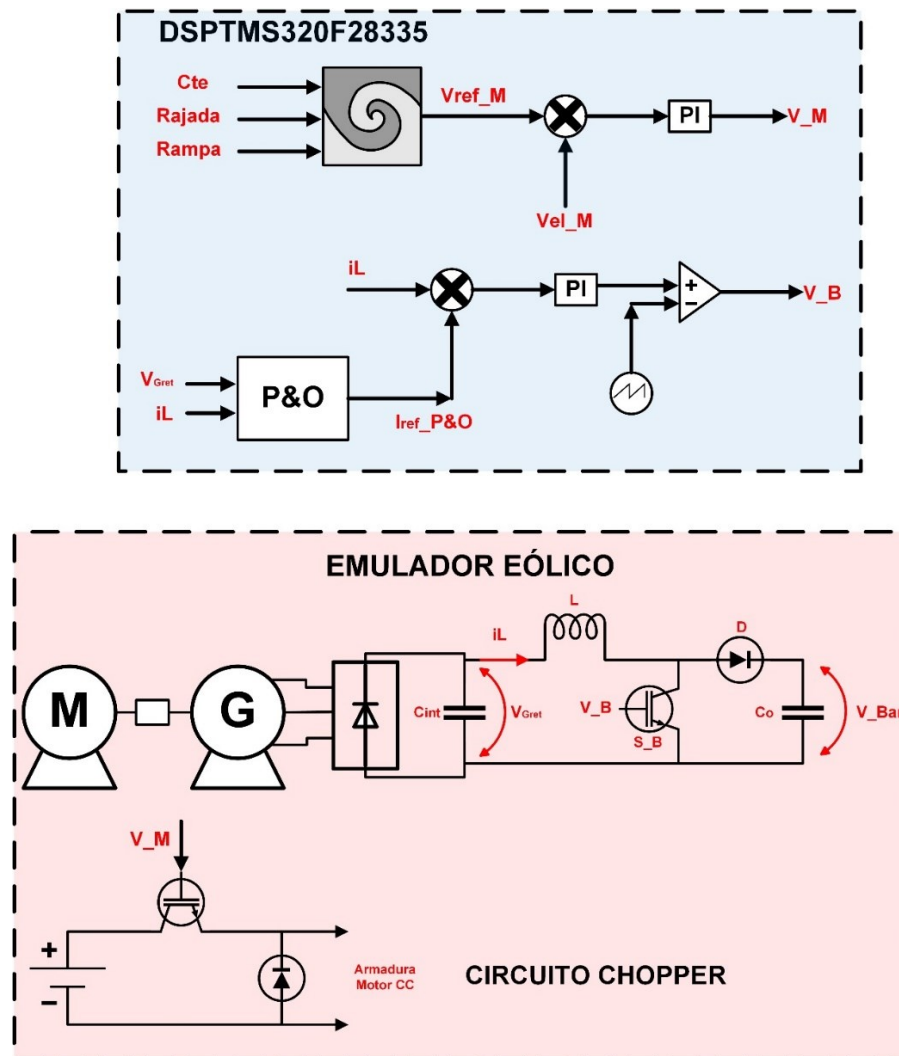 DSPTMS320F28335
Cte
Rajada
Rampa
Vref_M
PI
V_M
Vel_M
iL
PI
+
−
V_B
VGret
iL
P&O
Iref_P&O
EMULADOR EÓLICO
M
G
Cint
VGret
iL
L
V_B
S_B
D
Co
V_Bar
V_M
+
−
Armadura
Motor CC
CIRCUITO CHOPPER